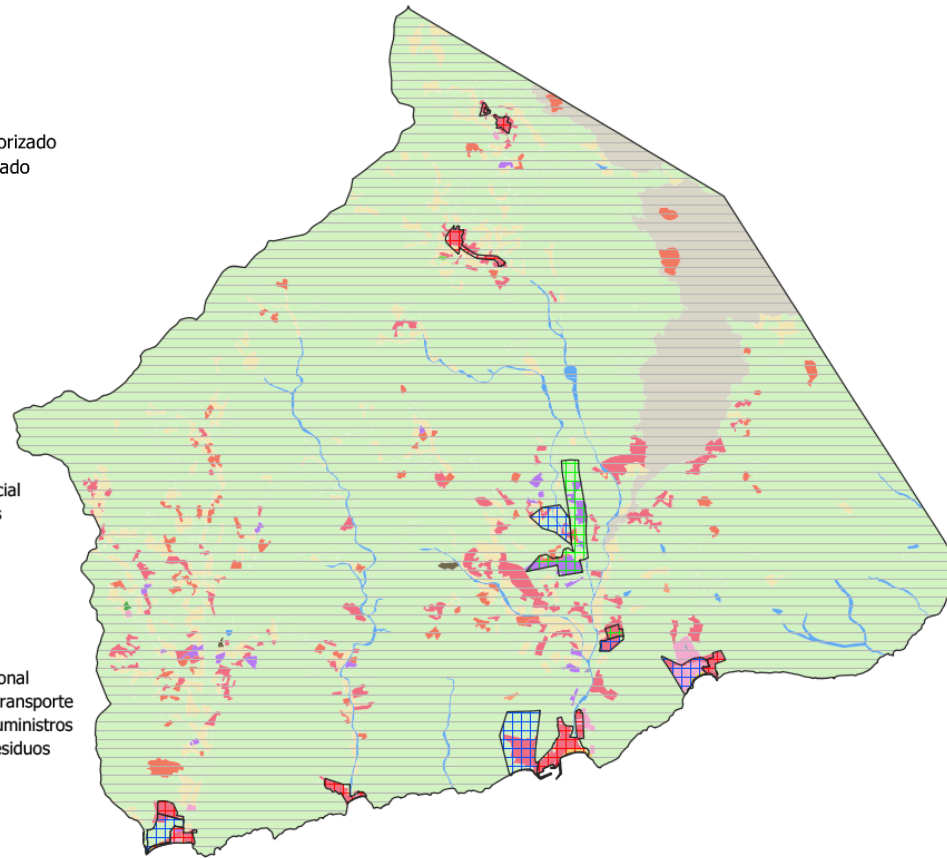 orizado
ado
cial
s
onal
ransporte
uministros
esiduos